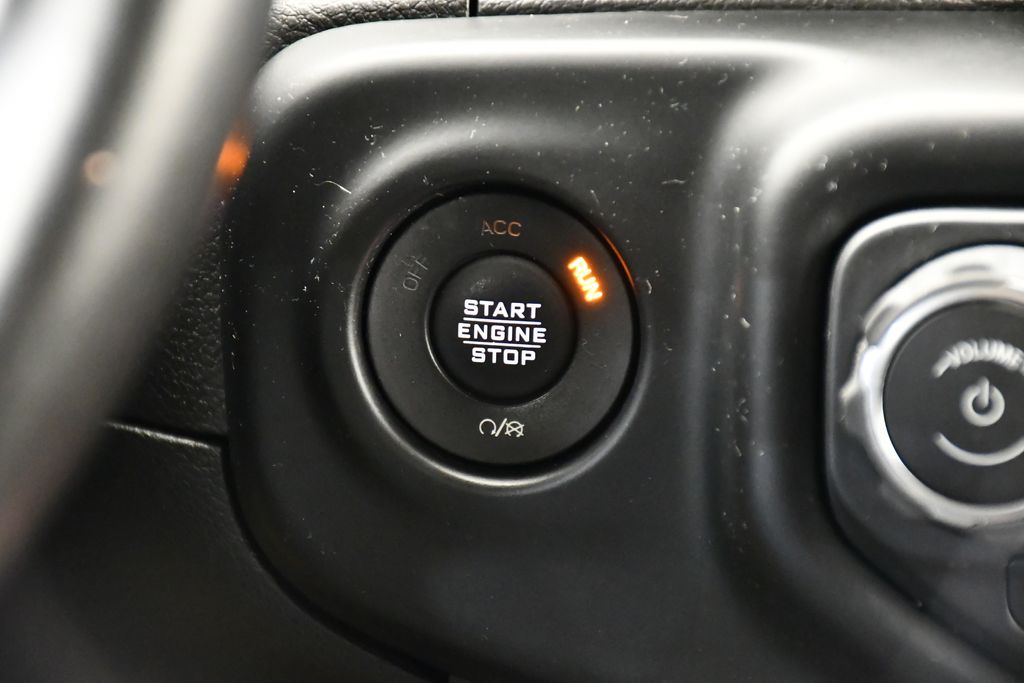 ACC
OFF
RUN
START
ENGINE
STOP
VOLUME